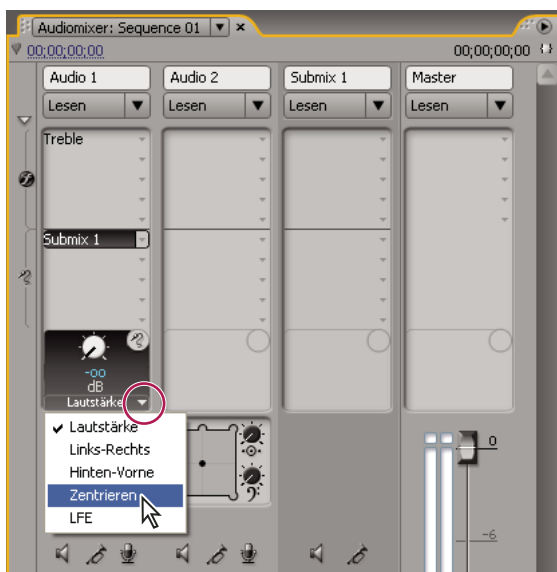 Audiomixer: Sequence 01
00;00;00;00
00;00;00;00
Audio 1
Audio 2
Submix 1
Master
Lesen
Lesen
Lesen
Lesen
Treble
Submix 1
-oo
dB
Lautstärke
Lautstärke
Links-Rechts
Hinten-Vorne
Zentrieren
LFE
0
-6